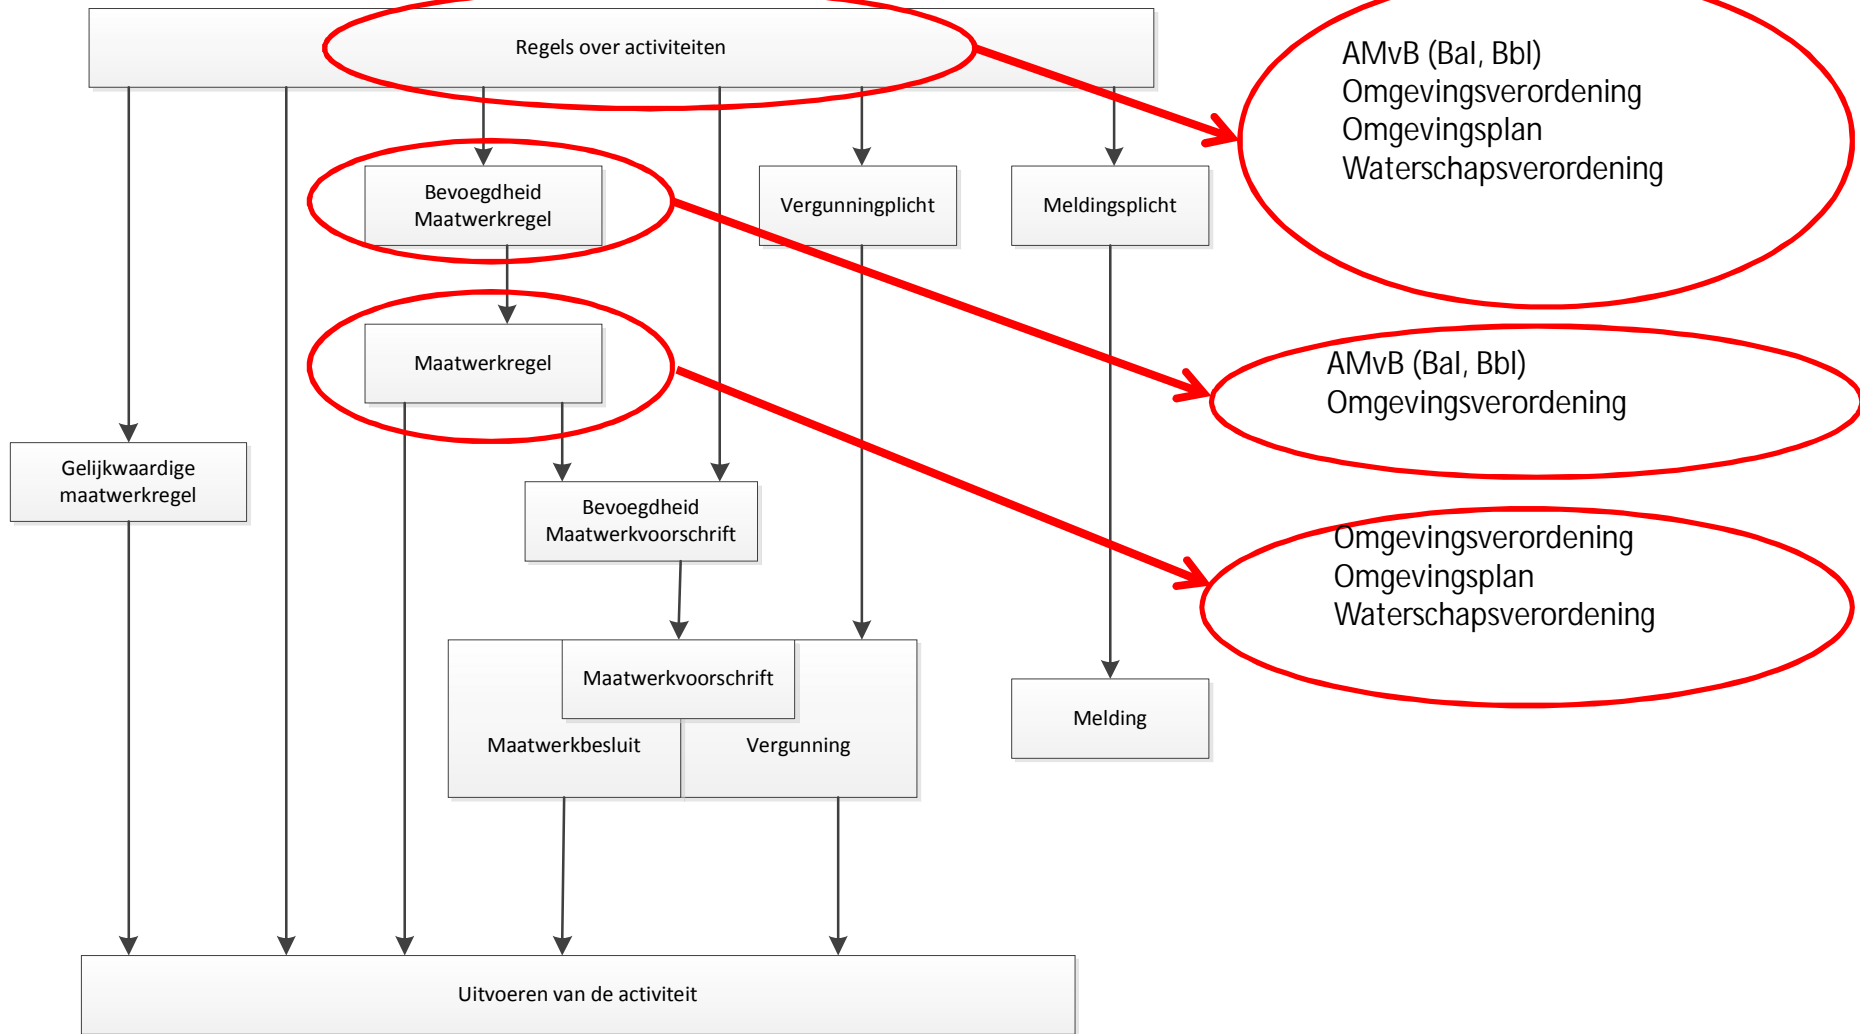 Regels over activiteiten
AMvB (Bal, Bbl)
Omgevingsverordening
Omgevingsplan
Waterschapsverordening
Bevoegdheid
Maatwerkregel
Vergunningplicht
Meldingsplicht
Maatwerkregel
AMvB (Bal, Bbl)
Omgevingsverordening
Gelijkwaardige
maatwerkregel
Bevoegdheid
Maatwerkvoorschrift
Omgevingsverordening
Omgevingsplan
Waterschapsverordening
Maatwerkvoorschrift
Maatwerkbesluit
Vergunning
Melding
Uitvoeren van de activiteit